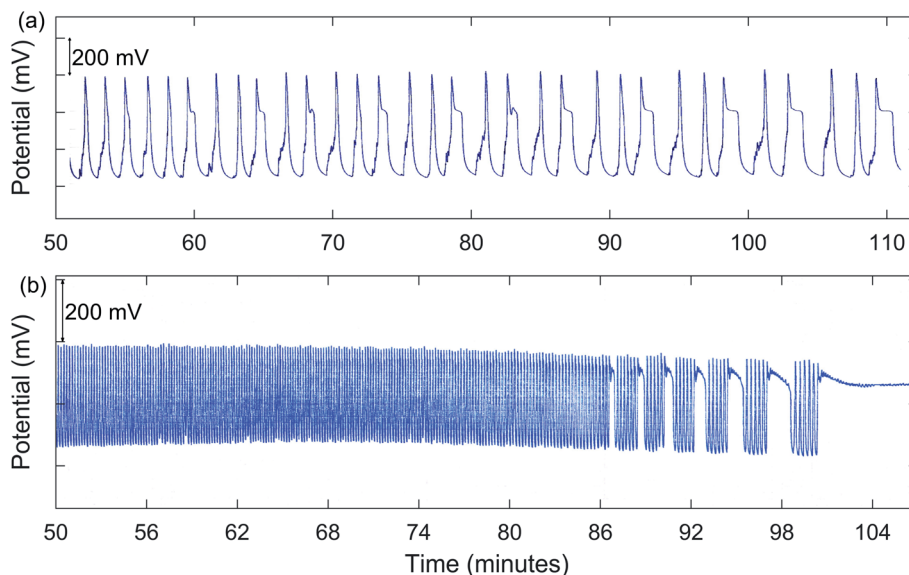 (a)
200 mV
Potential (mV)
50 60 70 80 90 100 110
(b)
200 mV
Potential (mV)
50 56 62 68 74 80 86 92 98 104
Time (minutes)